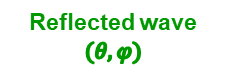 Reflected wave
(θ, φ)